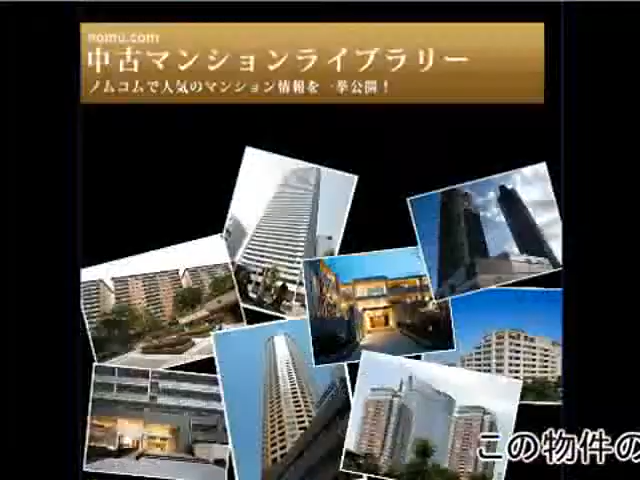 nomu.com
中古マンションライブラリー
ノムコムで人気のマンション情報を一挙公開！
この物件の